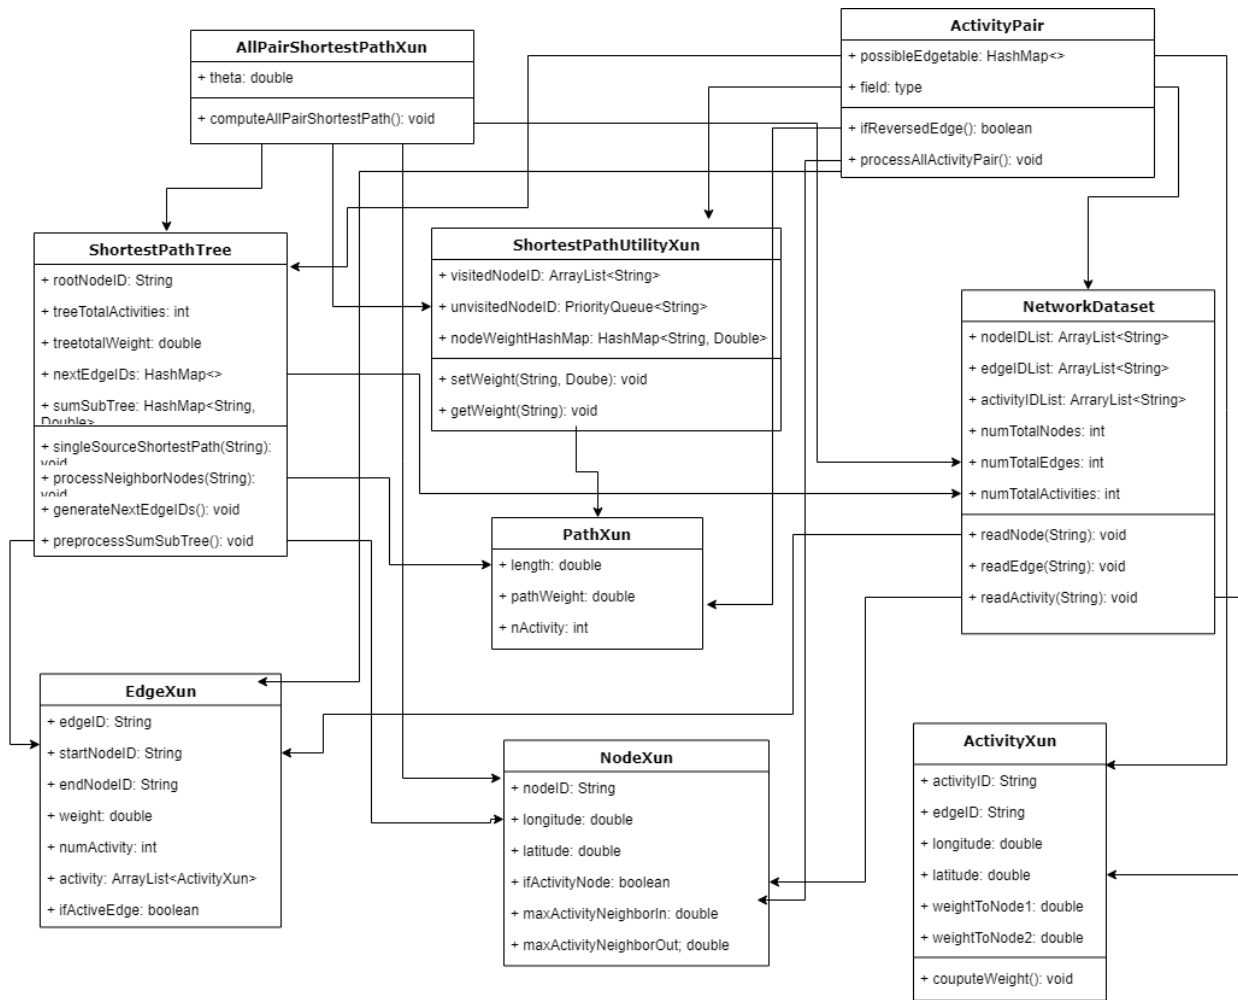 AllPairShortestPathXun
+ theta: double
+ computeAllPairShortestPath(): void
ActivityPair
+ possibleEdgetable: HashMap<>
+ field: type
+ ifReversedEdge(): boolean
+ processAllActivityPair(): void
ShortestPathTree
+ rootNodeID: String
+ treeTotalActivities: int
+ treetotalWeight: double
+ nextEdgeIDs: HashMap<>
+ sumSubTree: HashMap<String,
Double>
+ singleSourceShortestPath(String):
void
+ processNeighborNodes(String):
void
+ generateNextEdgeIDs(): void
+ preprocessSumSubTree(): void
ShortestPathUtilityXun
+ visitedNodeID: ArrayList<String>
+ unvisitedNodeID: PriorityQueue<String>
+ nodeWeightHashMap: HashMap<String, Double>
+ setWeight(String, Doube): void
+ getWeight(String): void
NetworkDataset
+ nodeIDList: ArrayList<String>
+ edgeIDList: ArrayList<String>
+ activityIDList: ArraryList<String>
+ numTotalNodes: int
+ numTotalEdges: int
+ numTotalActivities: int
+ readNode(String): void
+ readEdge(String): void
+ readActivity(String): void
PathXun
+ length: double
+ pathWeight: double
+ nActivity: int
EdgeXun
+ edgeID: String
+ startNodeID: String
+ endNodeID: String
+ weight: double
+ numActivity: int
+ activity: ArrayList<ActivityXun>
+ ifActiveEdge: boolean
NodeXun
+ nodeID: String
+ longitude: double
+ latitude: double
+ ifActivityNode: boolean
+ maxActivityNeighborIn: double
+ maxActivityNeighborOut; double
ActivityXun
+ activityID: String
+ edgeID: String
+ longitude: double
+ latitude: double
+ weightToNode1: double
+ weightToNode2: double
+ couputeWeight(): void